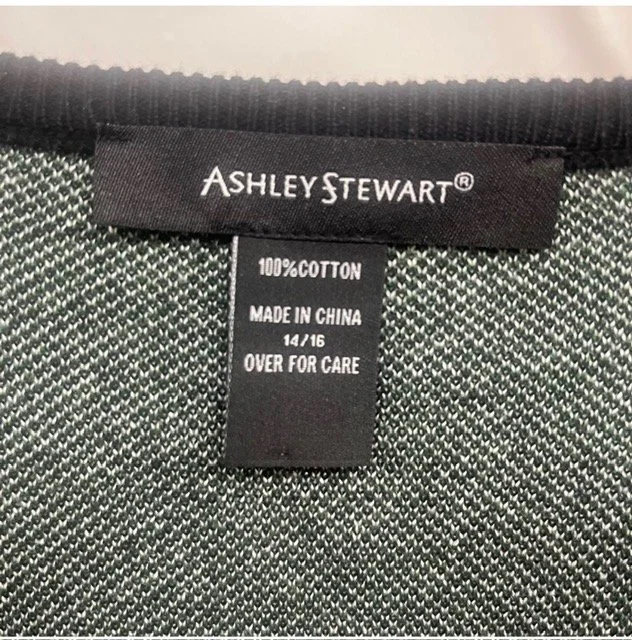 ASHLEY STEWART®
100%COTTON
MADE IN CHINA
14/16
OVER FOR CARE